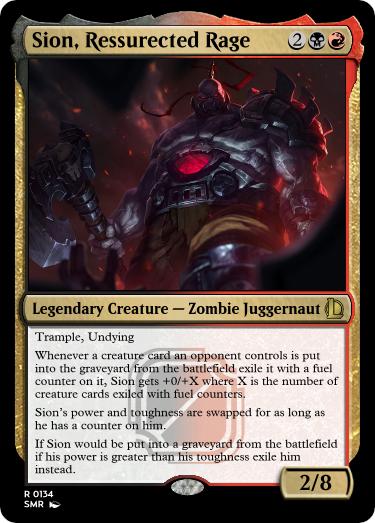 Sion, Ressurected Rage 2
Legendary Creature — Zombie Juggernaut
Trample, Undying
Whenever a creature card an opponent controls is put
into the graveyard from the battlefield exile it with a fuel
counter on it, Sion gets +0/+X where X is the number of
creature cards exiled with fuel counters.
Sion's power and toughness are swapped for as long as
he has a counter on him.
If Sion would be put into a graveyard from the battlefield
if his power is greater than his toughness exile him
instead.
2/8
R 0134
SMR